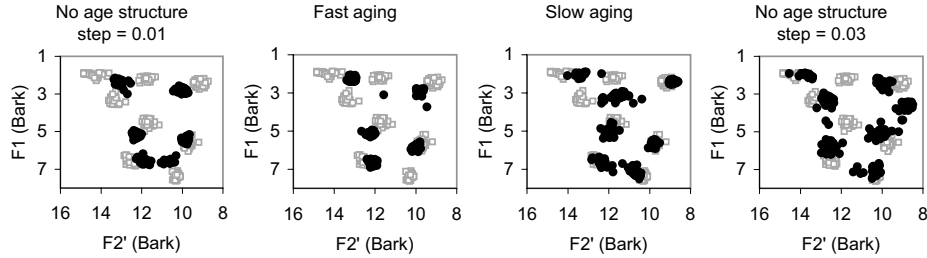 No age structure
step = 0.01
Fast aging
Slow aging
No age structure
step = 0.03
F1 (Bark)
1
3
5
7
16 14 12 10 8
F2' (Bark)
F1 (Bark)
1
3
5
7
16 14 12 10 8
F2' (Bark)
F1 (Bark)
1
3
5
7
16 14 12 10 8
F2' (Bark)
F1 (Bark)
1
3
5
7
16 14 12 10 8
F2' (Bark)